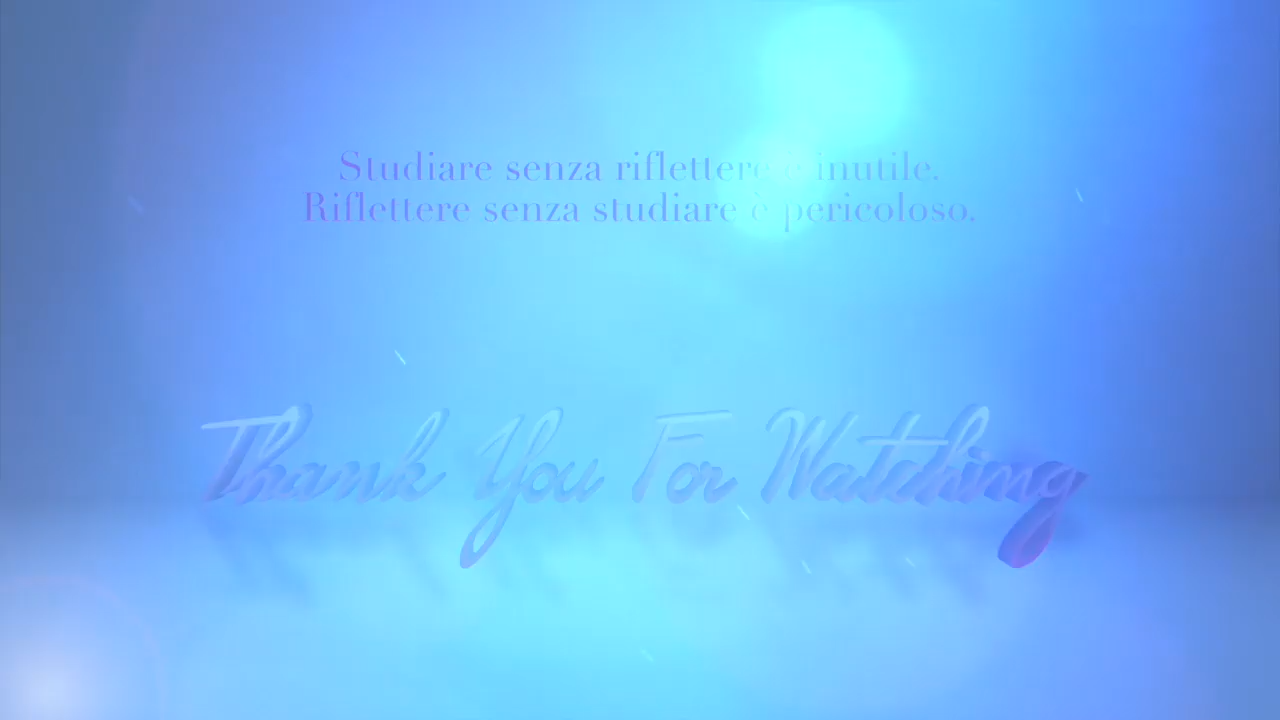 Studiare senza riflettere è inutile.
Riflettere senza studiare è pericoloso.
Thank You For Watching